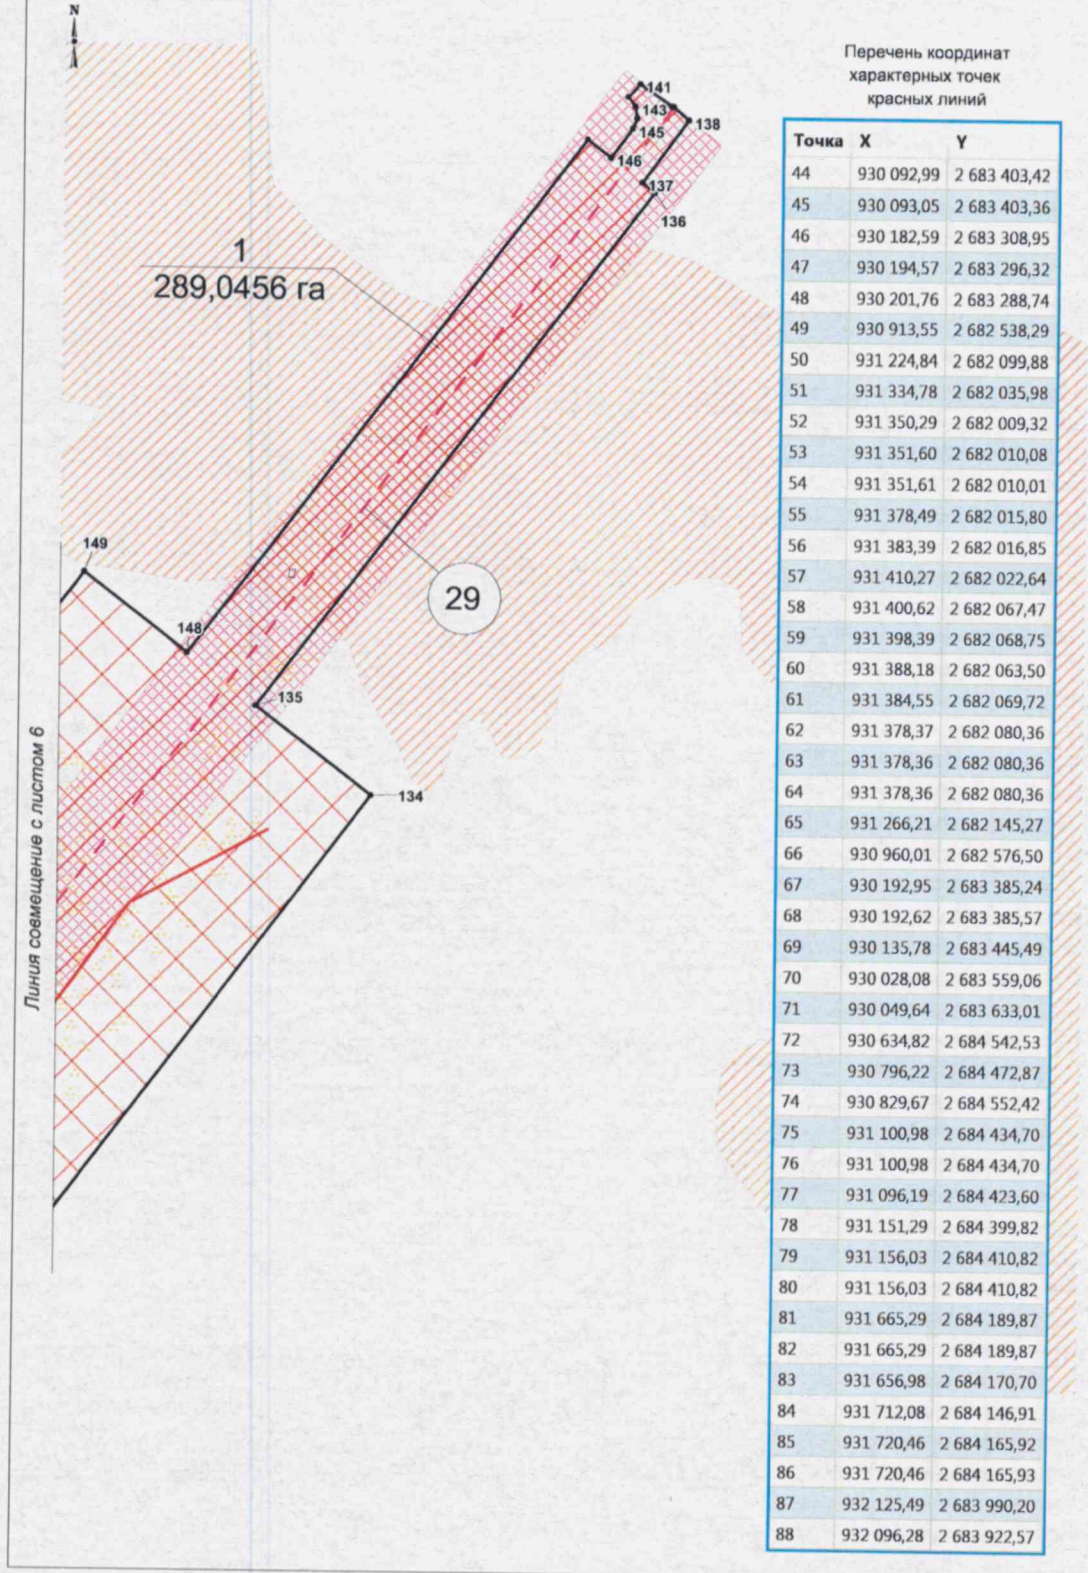 N
Перечень координат
характерных точек
красных линий
141
143
138
145
146
137
136
1
289,0456 га
149
29
148
135
134
Линия совмещение с листом 6
Точка X Y
44 930 092,99 2 683 403,42
45 930 093,05 2 683 403,36
46 930 182,59 2 683 308,95
47 930 194,57 2 683 296,32
48 930 201,76 2 683 288,74
49 930 913,55 2 682 538,29
50 931 224,84 2 682 099,88
51 931 334,78 2 682 035,98
52 931 350,29 2 682 009,32
53 931 351,60 2 682 010,08
54 931 351,61 2 682 010,01
55 931 378,49 2 682 015,80
56 931 383,39 2 682 016,85
57 931 410,27 2 682 022,64
58 931 400,62 2 682 067,47
59 931 398,39 2 682 068,75
60 931 388,18 2 682 063,50
61 931 384,55 2 682 069,72
62 931 378,37 2 682 080,36
63 931 378,36 2 682 080,36
64 931 378,36 2 682 080,36
65 931 266,21 2 682 145,27
66 930 960,01 2 682 576,50
67 930 192,95 2 683 385,24
68 930 192,62 2 683 385,57
69 930 135,78 2 683 445,49
70 930 028,08 2 683 559,06
71 930 049,64 2 683 633,01
72 930 634,82 2 684 542,53
73 930 796,22 2 684 472,87
74 930 829,67 2 684 552,42
75 931 100,98 2 684 434,70
76 931 100,98 2 684 434,70
77 931 096,19 2 684 423,60
78 931 151,29 2 684 399,82
79 931 156,03 2 684 410,82
80 931 156,03 2 684 410,82
81 931 665,29 2 684 189,87
82 931 665,29 2 684 189,87
83 931 656,98 2 684 170,70
84 931 712,08 2 684 146,91
85 931 720,46 2 684 165,92
86 931 720,46 2 684 165,93
87 932 125,49 2 683 990,20
88 932 096,28 2 683 922,57